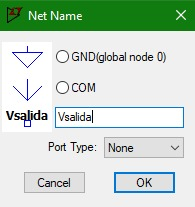 Net Name
GND(global node 0)
COM
Vsalida
Vsalida
Port Type: None
Cancel
OK